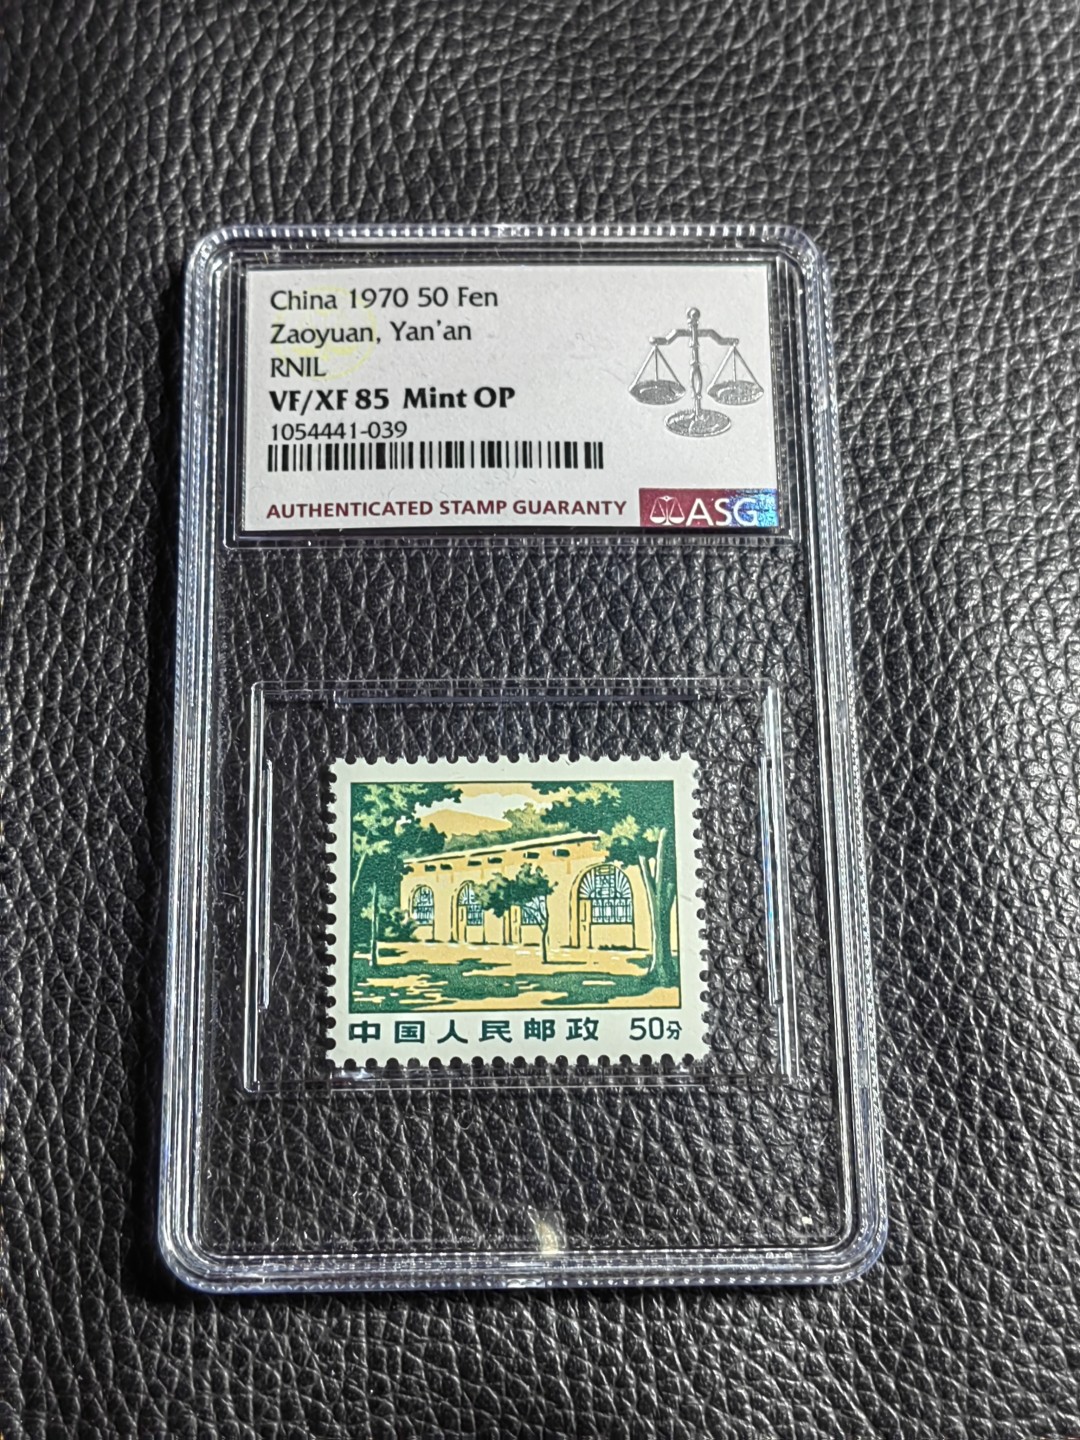 China 1970 50 Fen
Zaoyuan, Yan'an
RNIL
VF/XF 85 Mint OP
1054441-039
AUTHENTICATED STAMP GUARANTY ASG
中国人民邮政 50分